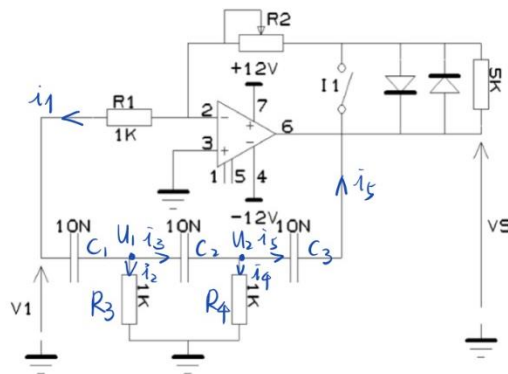 R2
+12V
I1
5K
i1
R1
1K
2
-
7
+
-
6
3
+
1
5
4
-12V
i5
VS
10N
10N
10N
C1
U1
i3
C2
U2
i5
C3
i2
i4
V1
R3
1K
R4
1K